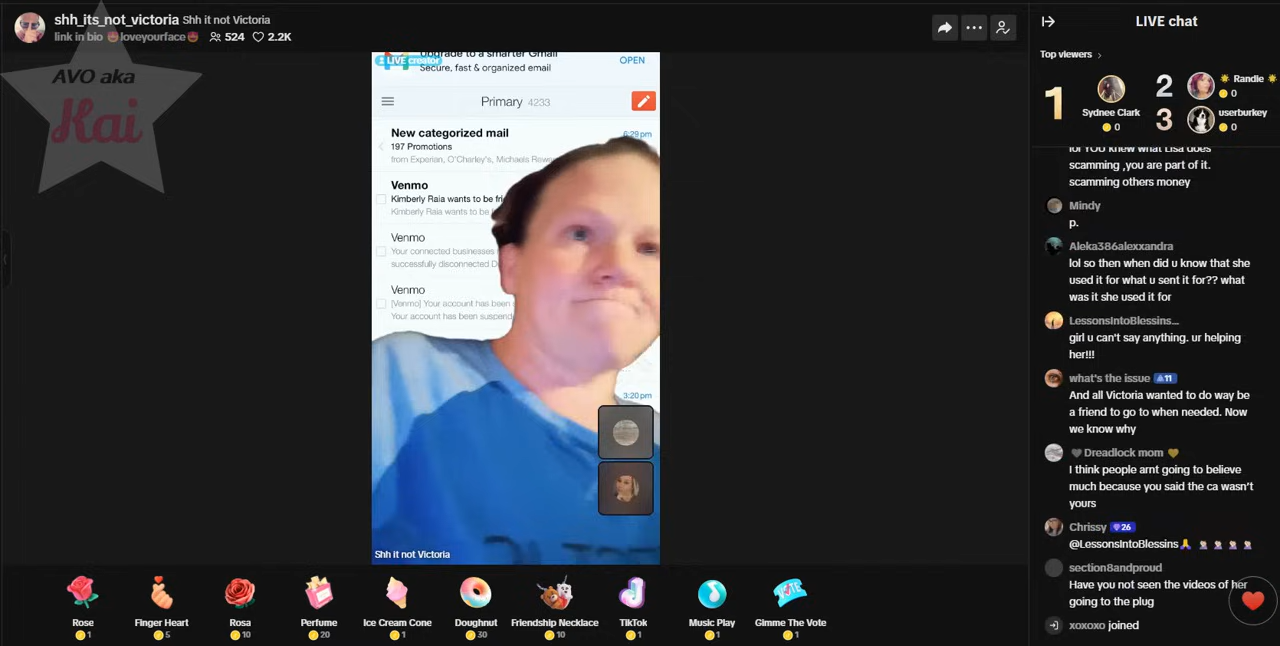 shh_its_not_victoria Shh it not Victoria
link in bio loveyourface 524 2.2K
AVO aka
Kai
LIVE creator
Upgrade to a smarter Gmail
Secure, fast & organized email
OPEN
Primary 4233
New categorized mail 6:29 pm
197 Promotions
from Experian, O'Charley's, Michaels
Venmo
Kimberly Raia wants to be
Kimberly Raia wants to be
Venmo
Your connected businesses
successfully disconnected
Venmo
[Venmo] Your account has been
Your account has been
3:20 pm
Shh it not Victoria
Rose
1
Finger Heart
5
Rosa
10
Perfume
20
Ice Cream Cone
1
Doughnut
30
Friendship Necklace
10
TikTok
1
Music Play
1
VOTE
Gimme The Vote
1
LIVE chat
Top viewers >
1
Sydnee Clark
0
2
Randie
0
3
userburkey
0
lol YOU knew what Lisa does
scamming ,you are part of it.
scamming others money
Mindy
p.
Aleka386alexxandra
lol so then when did u know that she
used it for what u sent it for?? what
was it she used it for
LessonsIntoBlessins...
girl u can't say anything. ur helping
her!!!
what's the issue 11
And all Victoria wanted to do way be
a friend to go to when needed. Now
we know why
Dreadlock mom
I think people arnt going to believe
much because you said the ca wasn't
yours
Chrissy 26
@LessonsIntoBlessins
section8andproud
Have you not seen the videos of her
going to the plug
xoxoxo joined